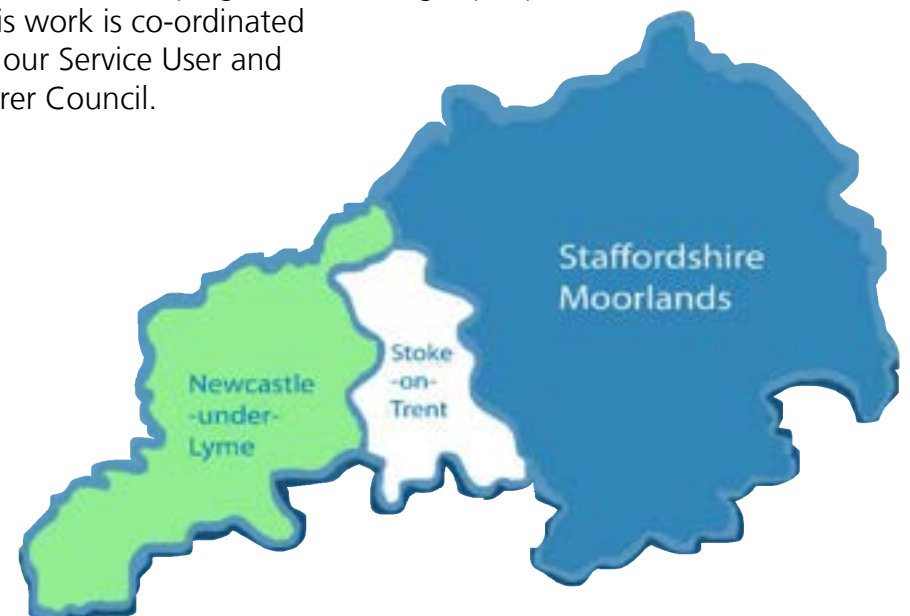 is work is co-ordinated
our Service User and
rer Council.
Staffordshire
Moorlands
Stoke
-on-
Trent
Newcastle
-under-
Lyme